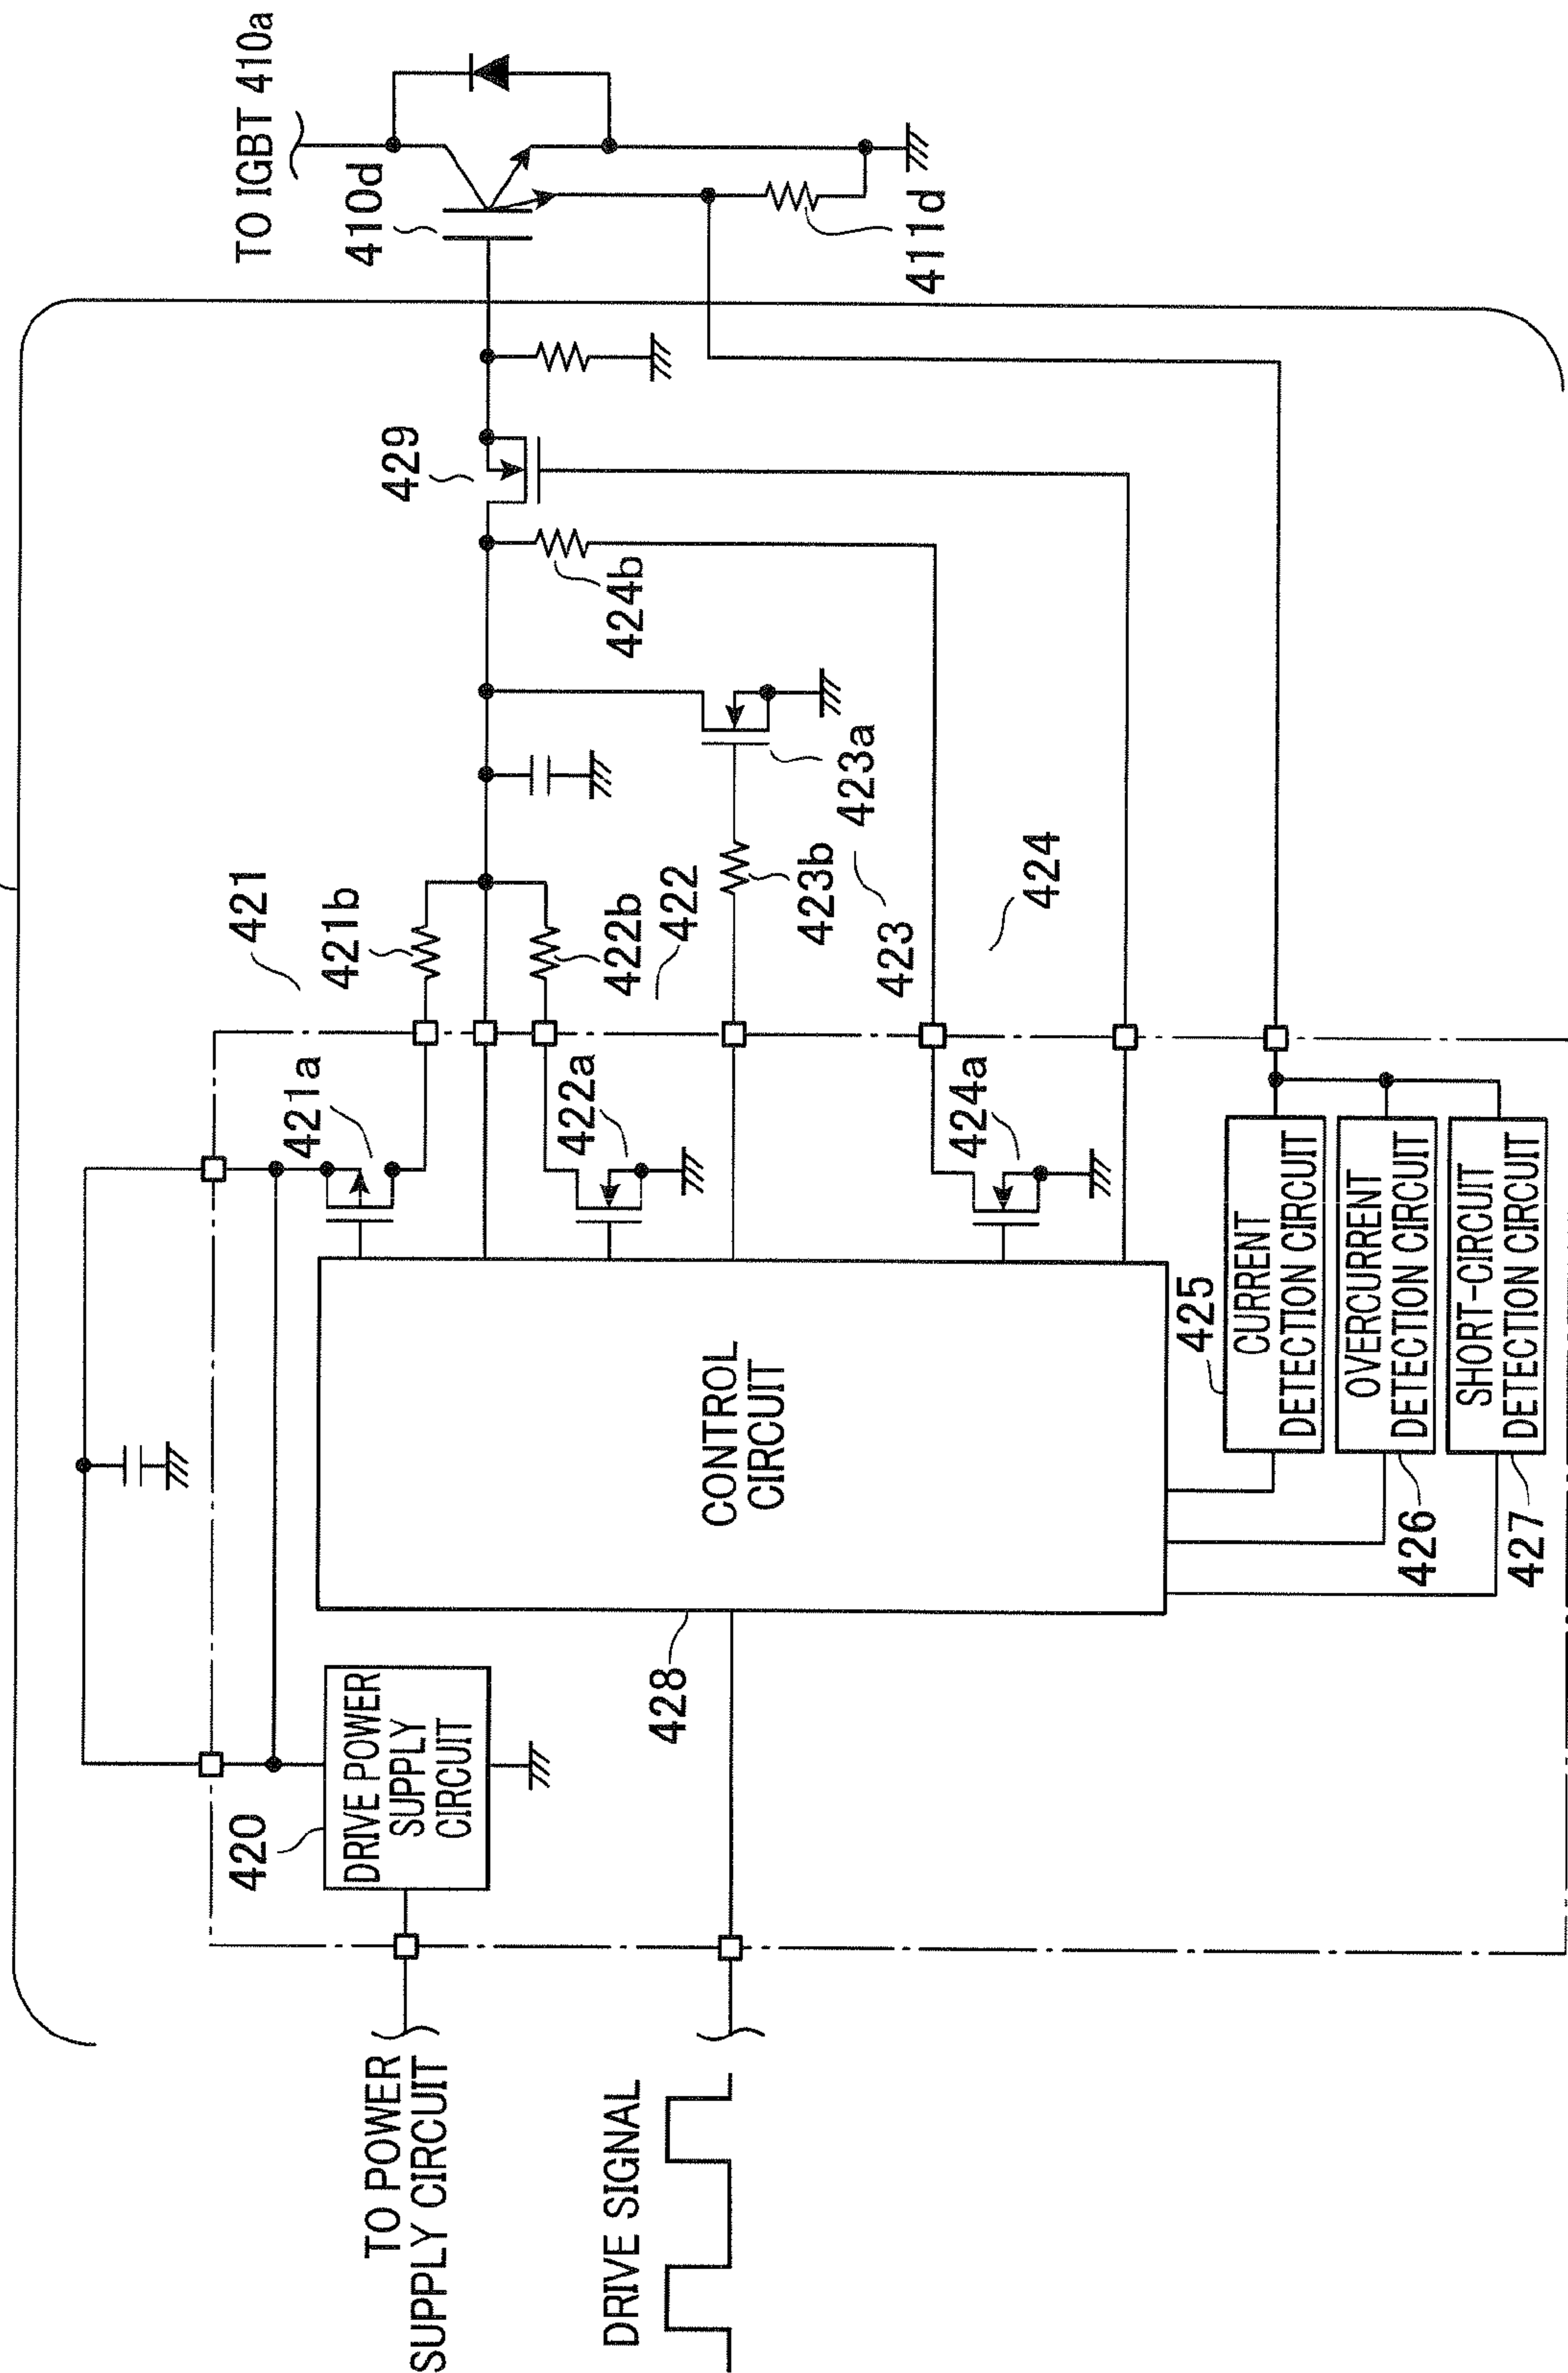 TO IGBT 410a
410d
411d
429
424b
421
421b
422b
422
423b
423a
423
424
421a
422a
424a
CONTROL
CIRCUIT
428
425
CURRENT
DETECTION CIRCUIT
OVERCURRENT
DETECTION CIRCUIT
426
SHORT-CIRCUIT
DETECTION CIRCUIT
427
420
DRIVE POWER
SUPPLY
CIRCUIT
TO POWER
SUPPLY CIRCUIT
DRIVE SIGNAL